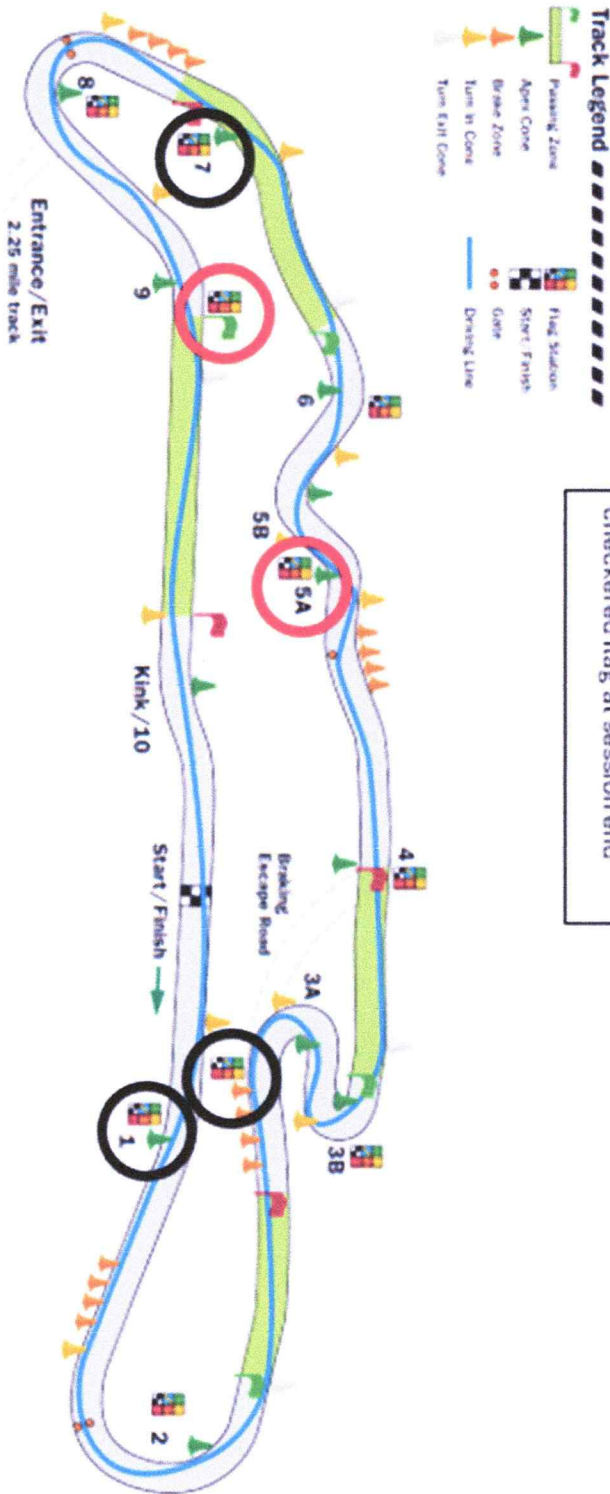 Track Legend
Passing Zone
Apex Cone
Brake Zone
Turn In Cone
Turn Exit Cone
Flag Station
Start/Finish
Gate
Driving Line
checkered flag at session end
8
7
Entrance/Exit
2.25 mile track
9
6
5B
5A
Kink/10
4
Braking
Escape Road
Start/Finish
3A
3B
1
2